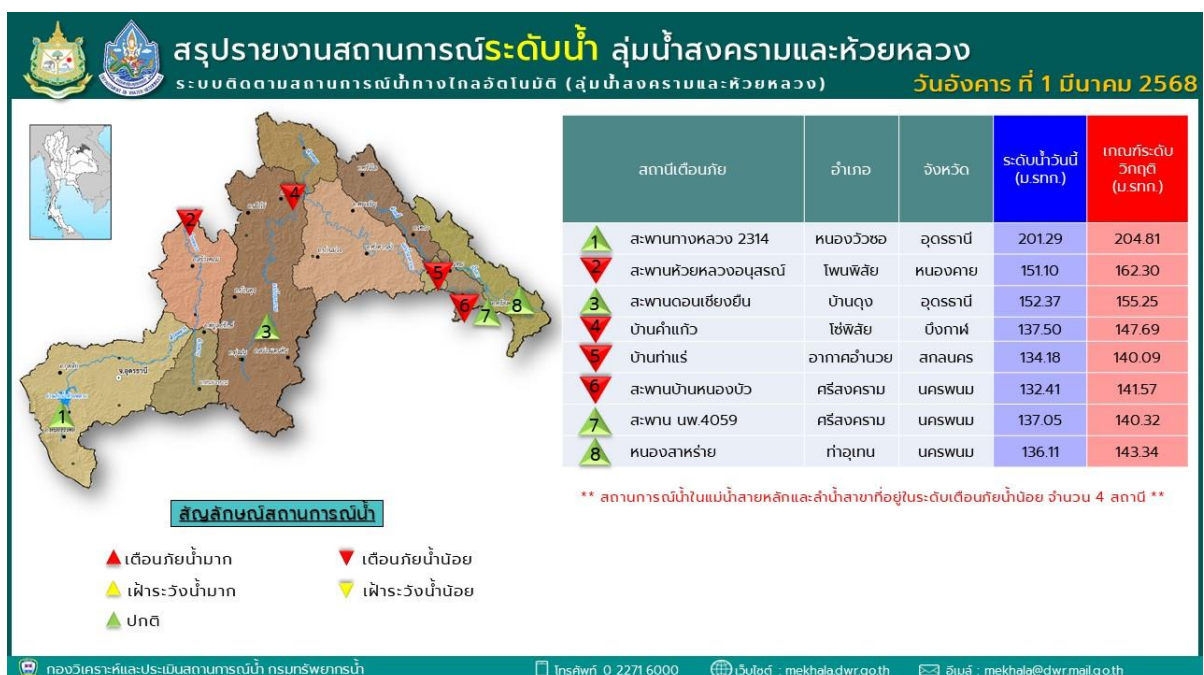 สรุปรายงานสถานการณ์ระดับน้ำ ลุ่มน้ำสงครามและห้วยหลวง
ระบบติดตามสถานการณ์น้ำทางไกลอัตโนมัติ (ลุ่มน้ำสงครามและห้วยหลวง)
วันอังคาร ที่ 1 มีนาคม 2568
สถานีเตือนภัย อำเภอ จังหวัด ระดับน้ำวันนี้ (ม.รทก.) เกณฑ์ระดับวิกฤติ (ม.รทก.)
1 สะพานทางหลวง 2314 หนองวัวซอ อุดรธานี 201.29 204.81
2 สะพานห้วยหลวงอนุสรณ์ โพนพิสัย หนองคาย 151.10 162.30
3 สะพานดอนเชียงยืน บ้านดุง อุดรธานี 152.37 155.25
4 บ้านคำแก้ว โซ่พิสัย บึงกาฬ 137.50 147.69
5 บ้านท่าแร่ อากาศอำนวย สกลนคร 134.18 140.09
6 สะพานบ้านหนองบัว ศรีสงคราม นครพนม 132.41 141.57
7 สะพาน นพ.4059 ศรีสงคราม นครพนม 137.05 140.32
8 หนองสาหร่าย ท่าอุเทน นครพนม 136.11 143.34
** สถานการณ์น้ำในแม่น้ำสายหลักและลำน้ำสาขาที่อยู่ในระดับเตือนภัยน้ำน้อย จำนวน 4 สถานี **
2
4
5
6
7
8
3
1
จ.อุดรธานี
สัญลักษณ์สถานการณ์น้ำ
เตือนภัยน้ำมาก
เตือนภัยน้ำน้อย
เฝ้าระวังน้ำมาก
เฝ้าระวังน้ำน้อย
ปกติ
กองวิเคราะห์และประเมินสถานการณ์น้ำ กรมทรัพยากรน้ำ
โทรศัพท์ 0 2271 6000
เว็บไซต์ : mekhala.dwr.go.th
อีเมล์ : mekhala@dwr.mail.go.th